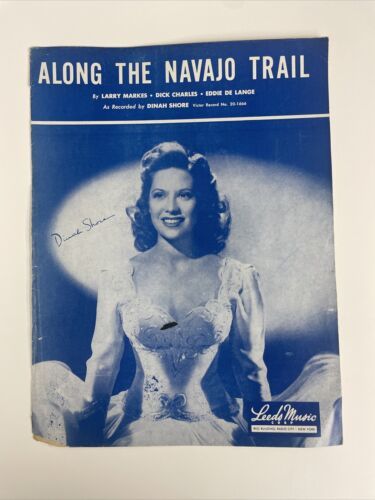 ALONG THE NAVAJO TRAIL
By LARRY MARKES • DICK CHARLES • EDDIE DE LANGE
As Recorded by DINAH SHORE Victor Record No. 20-1666
Dinah Shore
Leeds Music
CORP
RKO BUILDING RADIO CITY NEW YORK